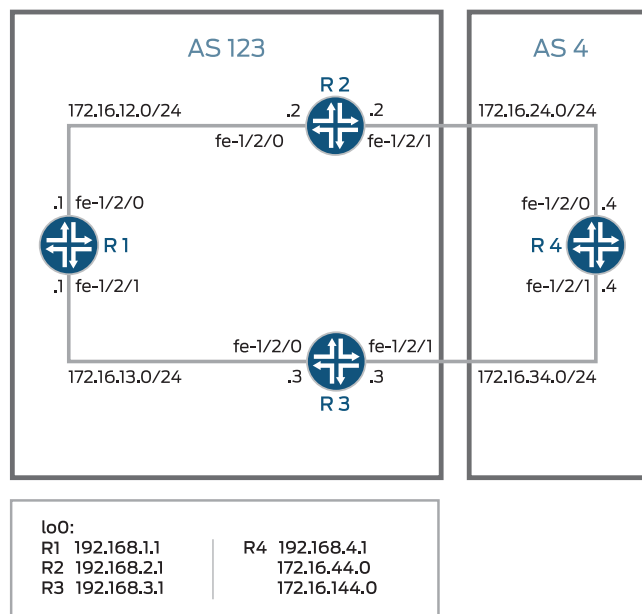 AS 123
AS 4
R 2
172.16.12.0/24
.2
.2
172.16.24.0/24
fe-1/2/0
fe-1/2/1
.1
fe-1/2/0
fe-1/2/0
.4
R 1
R 4
.1
fe-1/2/1
fe-1/2/1
.4
fe-1/2/0
fe-1/2/1
172.16.13.0/24
.3
.3
172.16.34.0/24
R 3
lo0:
R1 192.168.1.1
R2 192.168.2.1
R3 192.168.3.1
R4 192.168.4.1
172.16.44.0
172.16.144.0